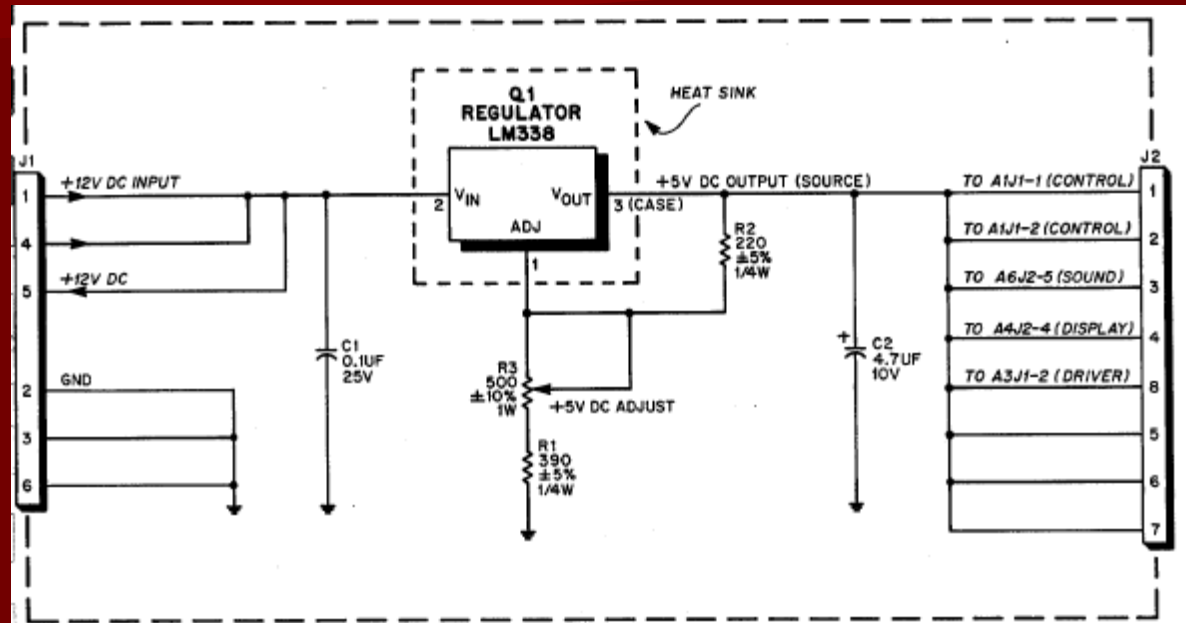 Q1
REGULATOR
LM338
HEAT SINK
J1
+12V DC INPUT
1
4
+12V DC
5
GND
2
3
6
2
VIN
VOUT
ADJ
3 (CASE)
1
+5V DC OUTPUT (SOURCE)
R2
220
±5%
1/4W
C1
0.1UF
25V
R3
500
±10%
1W
+5V DC ADJUST
R1
390
±5%
1/4W
+
C2
4.7UF
10V
J2
TO A1J1-1 (CONTROL)
1
TO A1J1-2 (CONTROL)
2
TO A6J2-5 (SOUND)
3
TO A4J2-4 (DISPLAY)
4
TO A3J1-2 (DRIVER)
8
5
6
7